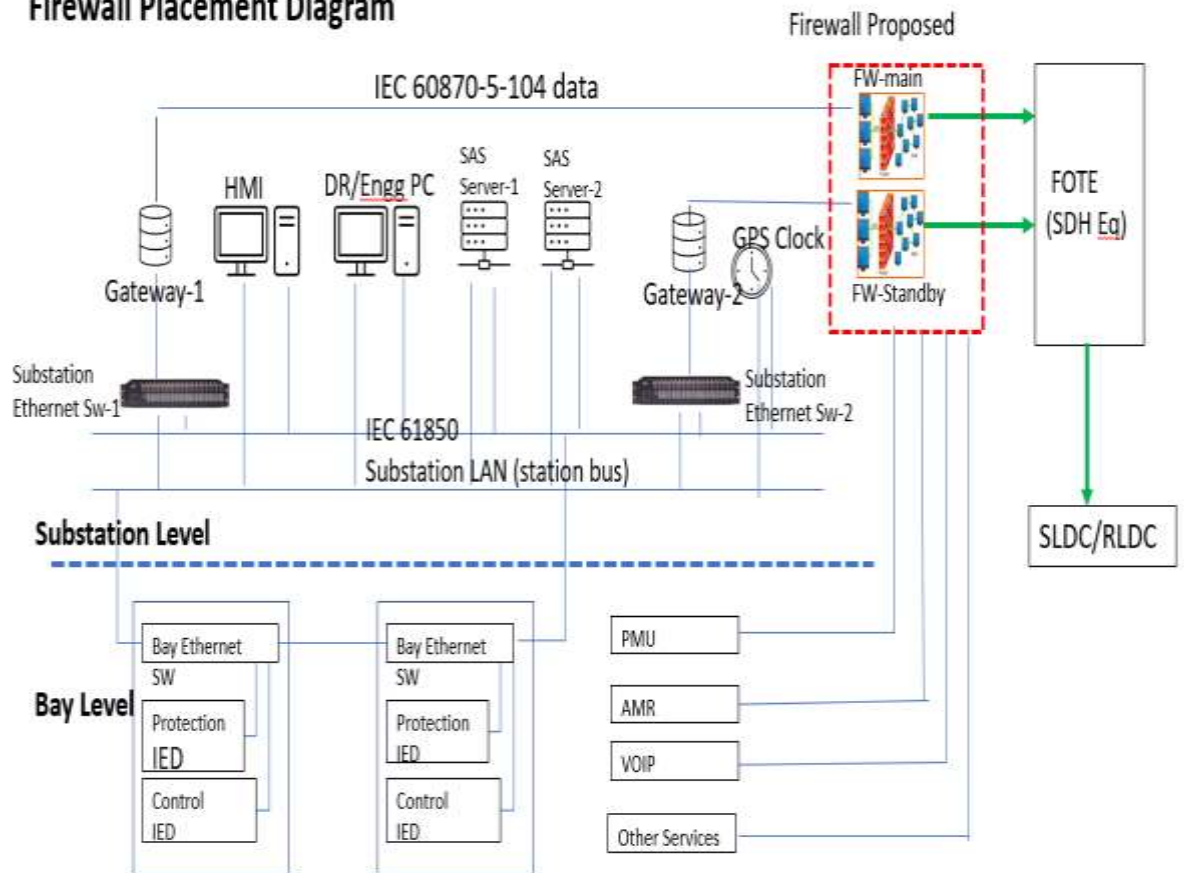 Firewall Placement Diagram
Firewall Proposed
IEC 60870-5-104 data
FW-main
FOTE
(SDH Eq)
HMI
DR/Engg PC
SAS
Server-1
SAS
Server-2
GPS Clock
Gateway-1
Gateway-2
FW-Standby
Substation
Ethernet Sw-1
Substation
Ethernet Sw-2
IEC 61850
Substation LAN (station bus)
SLDC/RLDC
Substation Level
Bay Level
Bay Ethernet
SW
Protection
IED
Control
IED
Bay Ethernet
SW
Protection
IED
Control
IED
PMU
AMR
VOIP
Other Services